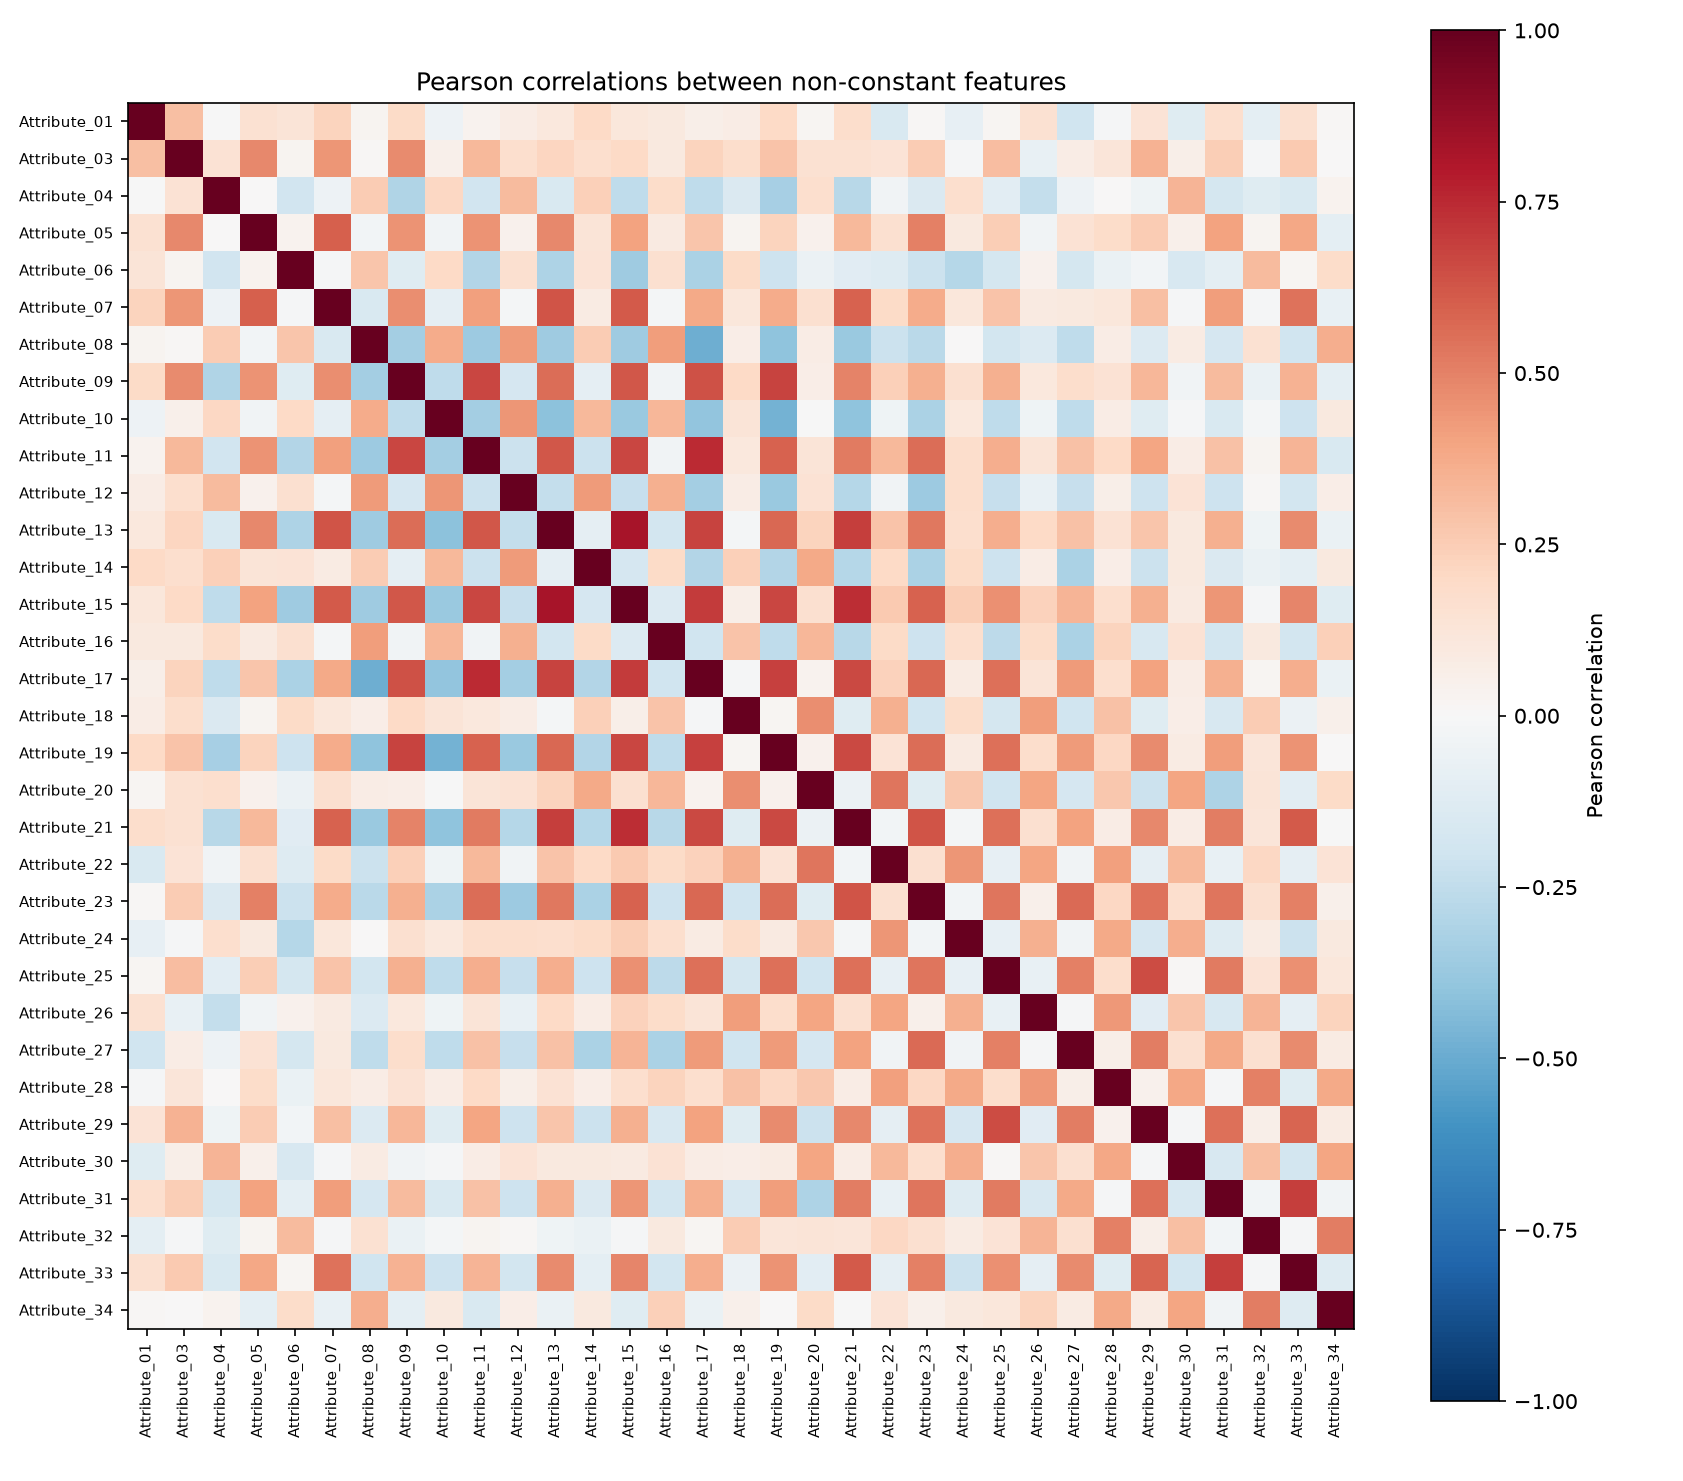 Pearson correlations between non-constant features
Attribute_01
Attribute_03
Attribute_04
Attribute_05
Attribute_06
Attribute_07
Attribute_08
Attribute_09
Attribute_10
Attribute_11
Attribute_12
Attribute_13
Attribute_14
Attribute_15
Attribute_16
Attribute_17
Attribute_18
Attribute_19
Attribute_20
Attribute_21
Attribute_22
Attribute_23
Attribute_24
Attribute_25
Attribute_26
Attribute_27
Attribute_28
Attribute_29
Attribute_30
Attribute_31
Attribute_32
Attribute_33
Attribute_34
Attribute_01
Attribute_03
Attribute_04
Attribute_05
Attribute_06
Attribute_07
Attribute_08
Attribute_09
Attribute_10
Attribute_11
Attribute_12
Attribute_13
Attribute_14
Attribute_15
Attribute_16
Attribute_17
Attribute_18
Attribute_19
Attribute_20
Attribute_21
Attribute_22
Attribute_23
Attribute_24
Attribute_25
Attribute_26
Attribute_27
Attribute_28
Attribute_29
Attribute_30
Attribute_31
Attribute_32
Attribute_33
Attribute_34
1.00
0.75
0.50
0.25
0.00
−0.25
−0.50
−0.75
−1.00
Pearson correlation